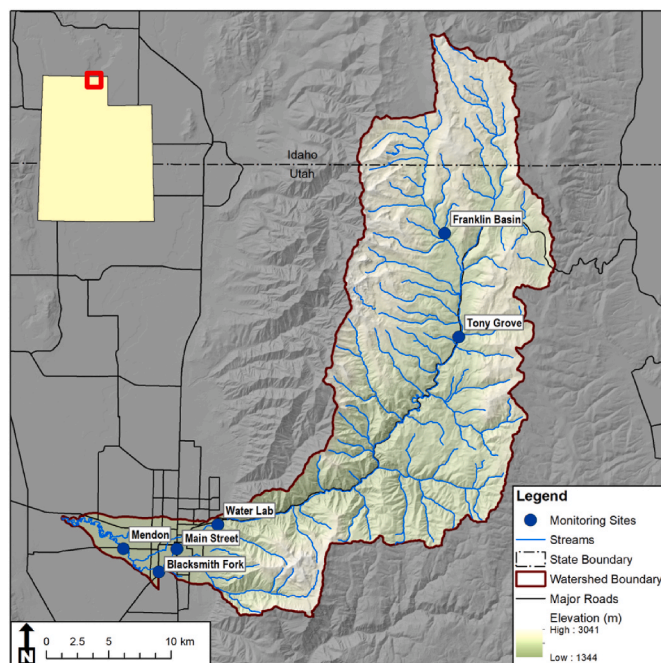 Idaho
Utah
Franklin Basin
Tony Grove
Water Lab
Mendon
Main Street
Blacksmith Fork
Legend
Monitoring Sites
Streams
State Boundary
Watershed Boundary
Major Roads
Elevation (m)
High : 3041
Low : 1344
N
0 2.5 5 10 km